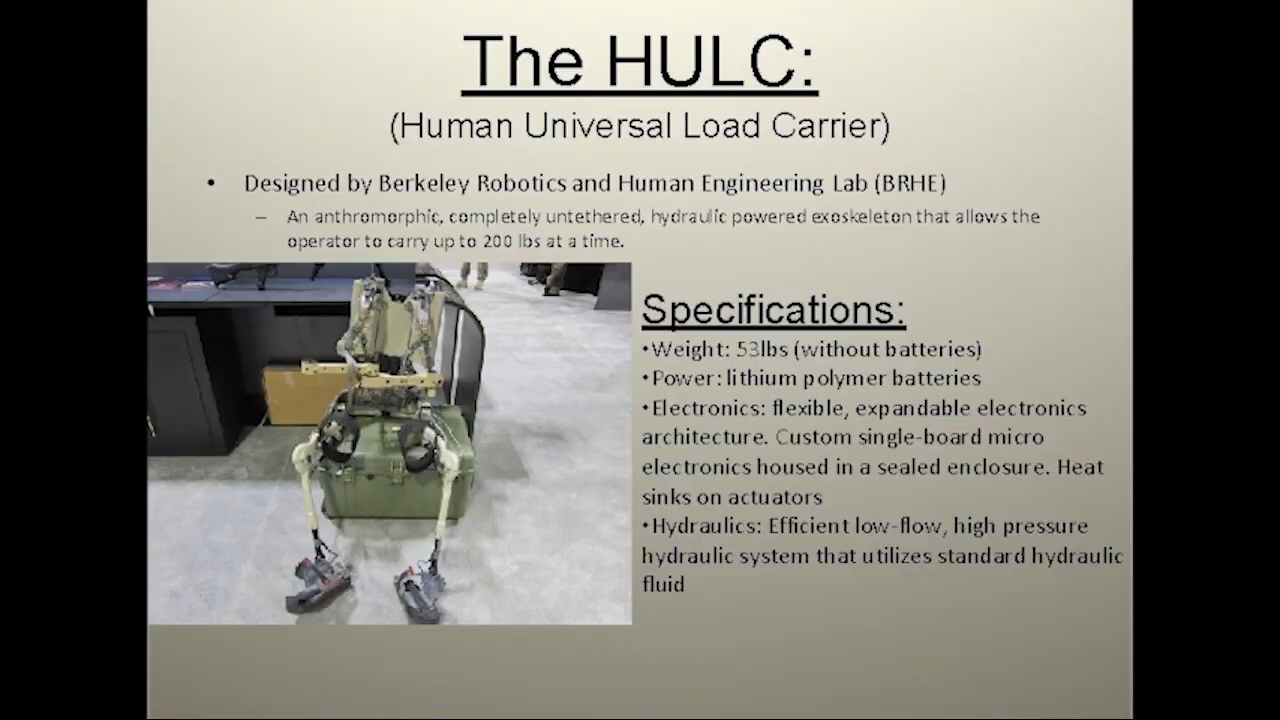 The HULC:
(Human Universal Load Carrier)
• Designed by Berkeley Robotics and Human Engineering Lab (BRHE)
– An anthromorphic, completely untethered, hydraulic powered exoskeleton that allows the
operator to carry up to 200 lbs at a time.
Specifications:
•Weight: 53lbs (without batteries)
•Power: lithium polymer batteries
•Electronics: flexible, expandable electronics
architecture. Custom single-board micro
electronics housed in a sealed enclosure. Heat
sinks on actuators
•Hydraulics: Efficient low-flow, high pressure
hydraulic system that utilizes standard hydraulic
fluid